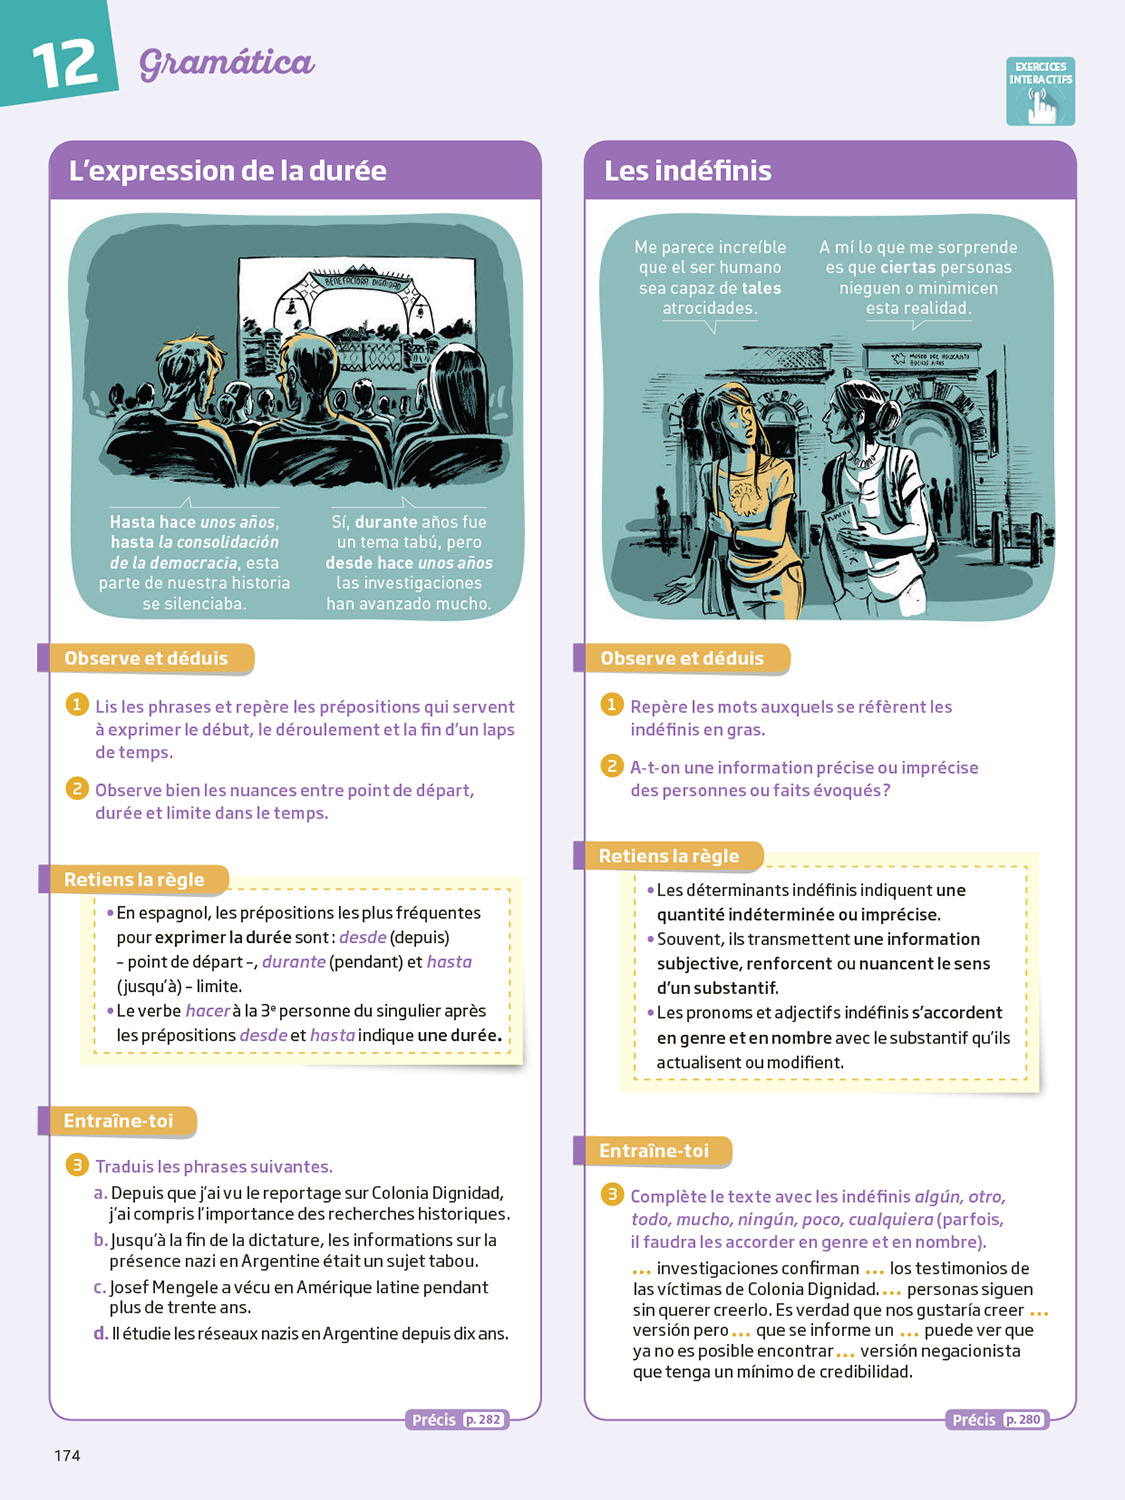 12
Gramática
EXERCICES
INTERACTIFS
L'expression de la durée
BENEFACTORA DIGNIDAD
Hasta hace unos años,
hasta la consolidación
de la democracia, esta
parte de nuestra historia
se silenciaba.
Sí, durante años fue
un tema tabú, pero
desde hace unos años
las investigaciones
han avanzado mucho.
Observe et déduis
1 Lis les phrases et repère les prépositions qui servent
à exprimer le début, le déroulement et la fin d'un laps
de temps.
2 Observe bien les nuances entre point de départ,
durée et limite dans le temps.
Retiens la règle
• En espagnol, les prépositions les plus fréquentes
pour exprimer la durée sont : desde (depuis)
– point de départ –, durante (pendant) et hasta
(jusqu'à) – limite.
• Le verbe hacer à la 3e personne du singulier après
les prépositions desde et hasta indique une durée.
Entraîne-toi
3 Traduis les phrases suivantes.
a. Depuis que j'ai vu le reportage sur Colonia Dignidad,
j'ai compris l'importance des recherches historiques.
b. Jusqu'à la fin de la dictature, les informations sur la
présence nazi en Argentine était un sujet tabou.
c. Josef Mengele a vécu en Amérique latine pendant
plus de trente ans.
d. Il étudie les réseaux nazis en Argentine depuis dix ans.
Précis p. 282
Les indéfinis
Me parece increíble
que el ser humano
sea capaz de tales
atrocidades.
A mí lo que me sorprende
es que ciertas personas
nieguen o minimicen
esta realidad.
MUSEO DEL HOLOCAUSTO
BUENOS AIRES
Observe et déduis
1 Repère les mots auxquels se réfèrent les
indéfinis en gras.
2 A-t-on une information précise ou imprécise
des personnes ou faits évoqués ?
Retiens la règle
• Les déterminants indéfinis indiquent une
quantité indéterminée ou imprécise.
• Souvent, ils transmettent une information
subjective, renforcent ou nuancent le sens
d'un substantif.
• Les pronoms et adjectifs indéfinis s'accordent
en genre et en nombre avec le substantif qu'ils
actualisent ou modifient.
Entraîne-toi
3 Complète le texte avec les indéfinis algún, otro,
todo, mucho, ningún, poco, cualquiera (parfois,
il faudra les accorder en genre et en nombre).
... investigaciones confirman ... los testimonios de
las víctimas de Colonia Dignidad. ... personas siguen
sin querer creerlo. Es verdad que nos gustaría creer ...
versión pero ... que se informe un ... puede ver que
ya no es posible encontrar ... versión negacionista
que tenga un mínimo de credibilidad.
Précis p. 280
174